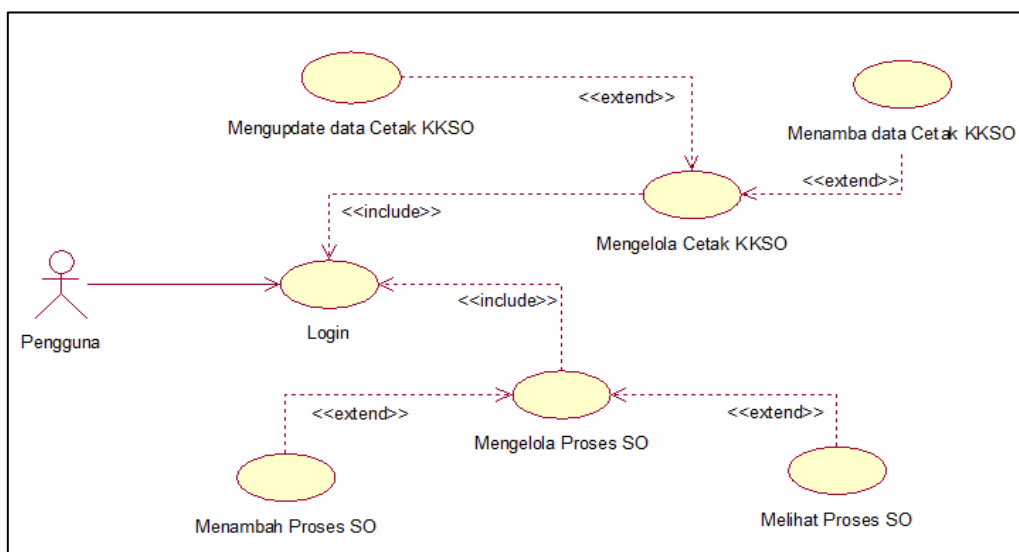 <<extend>>
Mengupdate data Cetak KKSO
Menamba data Cetak KKSO
<<extend>>
<<include>>
Mengelola Cetak KKSO
<<include>>
Pengguna
Login
<<extend>>
<<extend>>
Mengelola Proses SO
Menambah Proses SO
Melihat Proses SO